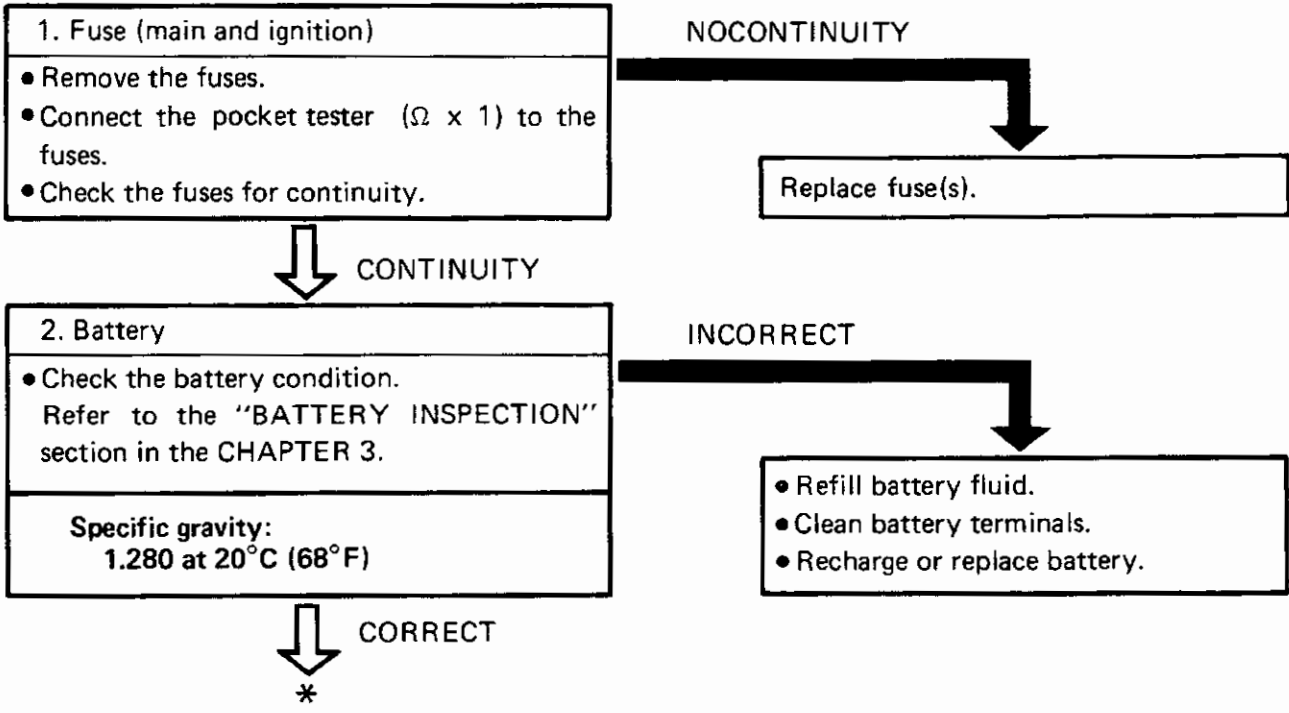 1. Fuse (main and ignition)
• Remove the fuses.
• Connect the pocket tester (Ω x 1) to the
fuses.
• Check the fuses for continuity.
NOCONTINUITY
Replace fuse(s).
CONTINUITY
2. Battery
• Check the battery condition.
Refer to the "BATTERY INSPECTION"
section in the CHAPTER 3.
Specific gravity:
1.280 at 20°C (68°F)
INCORRECT
• Refill battery fluid.
• Clean battery terminals.
• Recharge or replace battery.
CORRECT
*